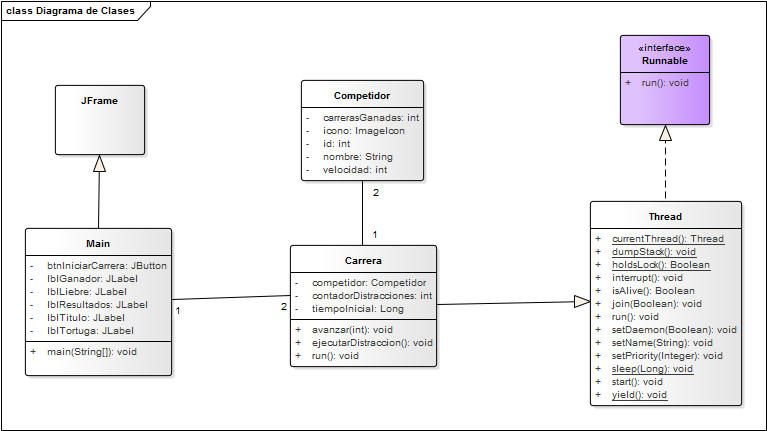 class Diagrama de Clases
JFrame
Main
- btnIniciarCarrera: JButton
- lblGanador: JLabel
- lblLiebre: JLabel
- lblResultados: JLabel
- lblTitulo: JLabel
- lblTortuga: JLabel
+ main(String[]): void
1
2
Competidor
- carrerasGanadas: int
- icono: ImageIcon
- id: int
- nombre: String
- velocidad: int
2
1
Carrera
- competidor: Competidor
- contadorDistracciones: int
- tiempoInicial: Long
+ avanzar(int): void
+ ejecutarDistraccion(): void
+ run(): void
«interface»
Runnable
+ run(): void
Thread
+ currentThread(): Thread
+ dumpStack(): void
+ holdsLock(): Boolean
+ interrupt(): void
+ isAlive(): Boolean
+ join(Boolean): void
+ run(): void
+ setDaemon(Boolean): void
+ setName(String): void
+ setPriority(Integer): void
+ sleep(Long): void
+ start(): void
+ yield(): void